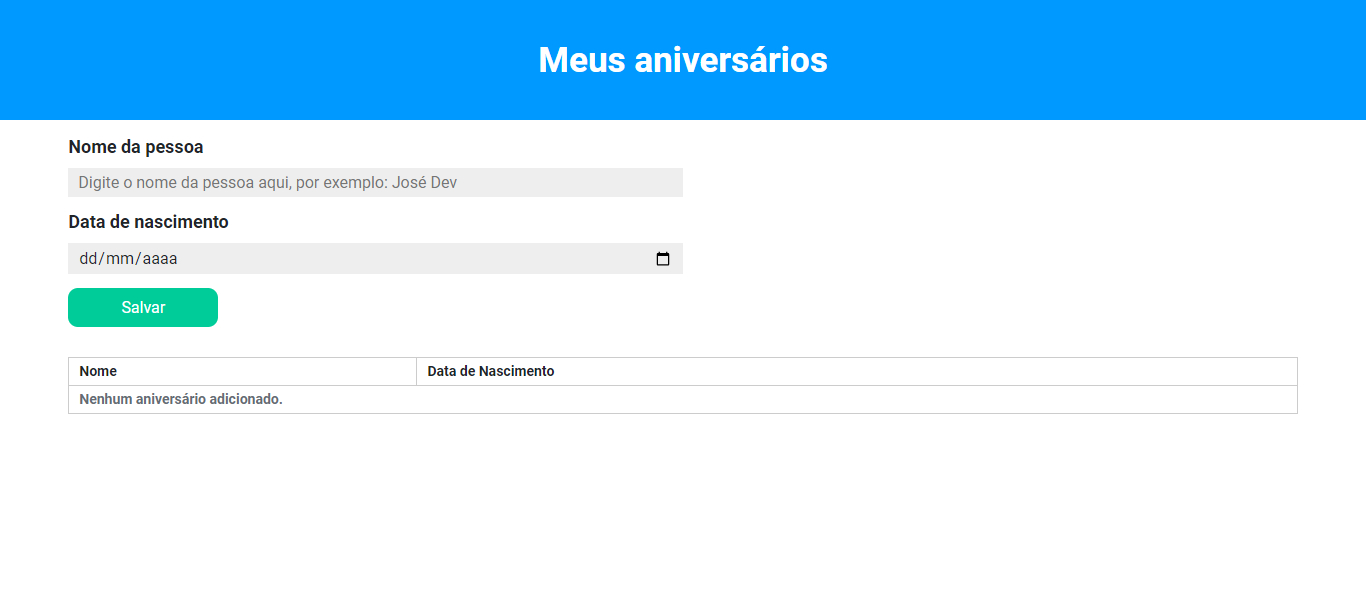 Meus aniversários
Nome da pessoa
Digite o nome da pessoa aqui, por exemplo: José Dev
Data de nascimento
dd/mm/aaaa
Salvar
Nome Data de Nascimento
Nenhum aniversário adicionado.